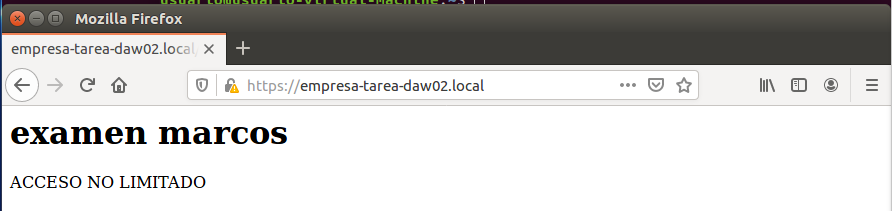 Mozilla Firefox
empresa-tarea-daw02.local
https://empresa-tarea-daw02.local
examen marcos
ACCESO NO LIMITADO